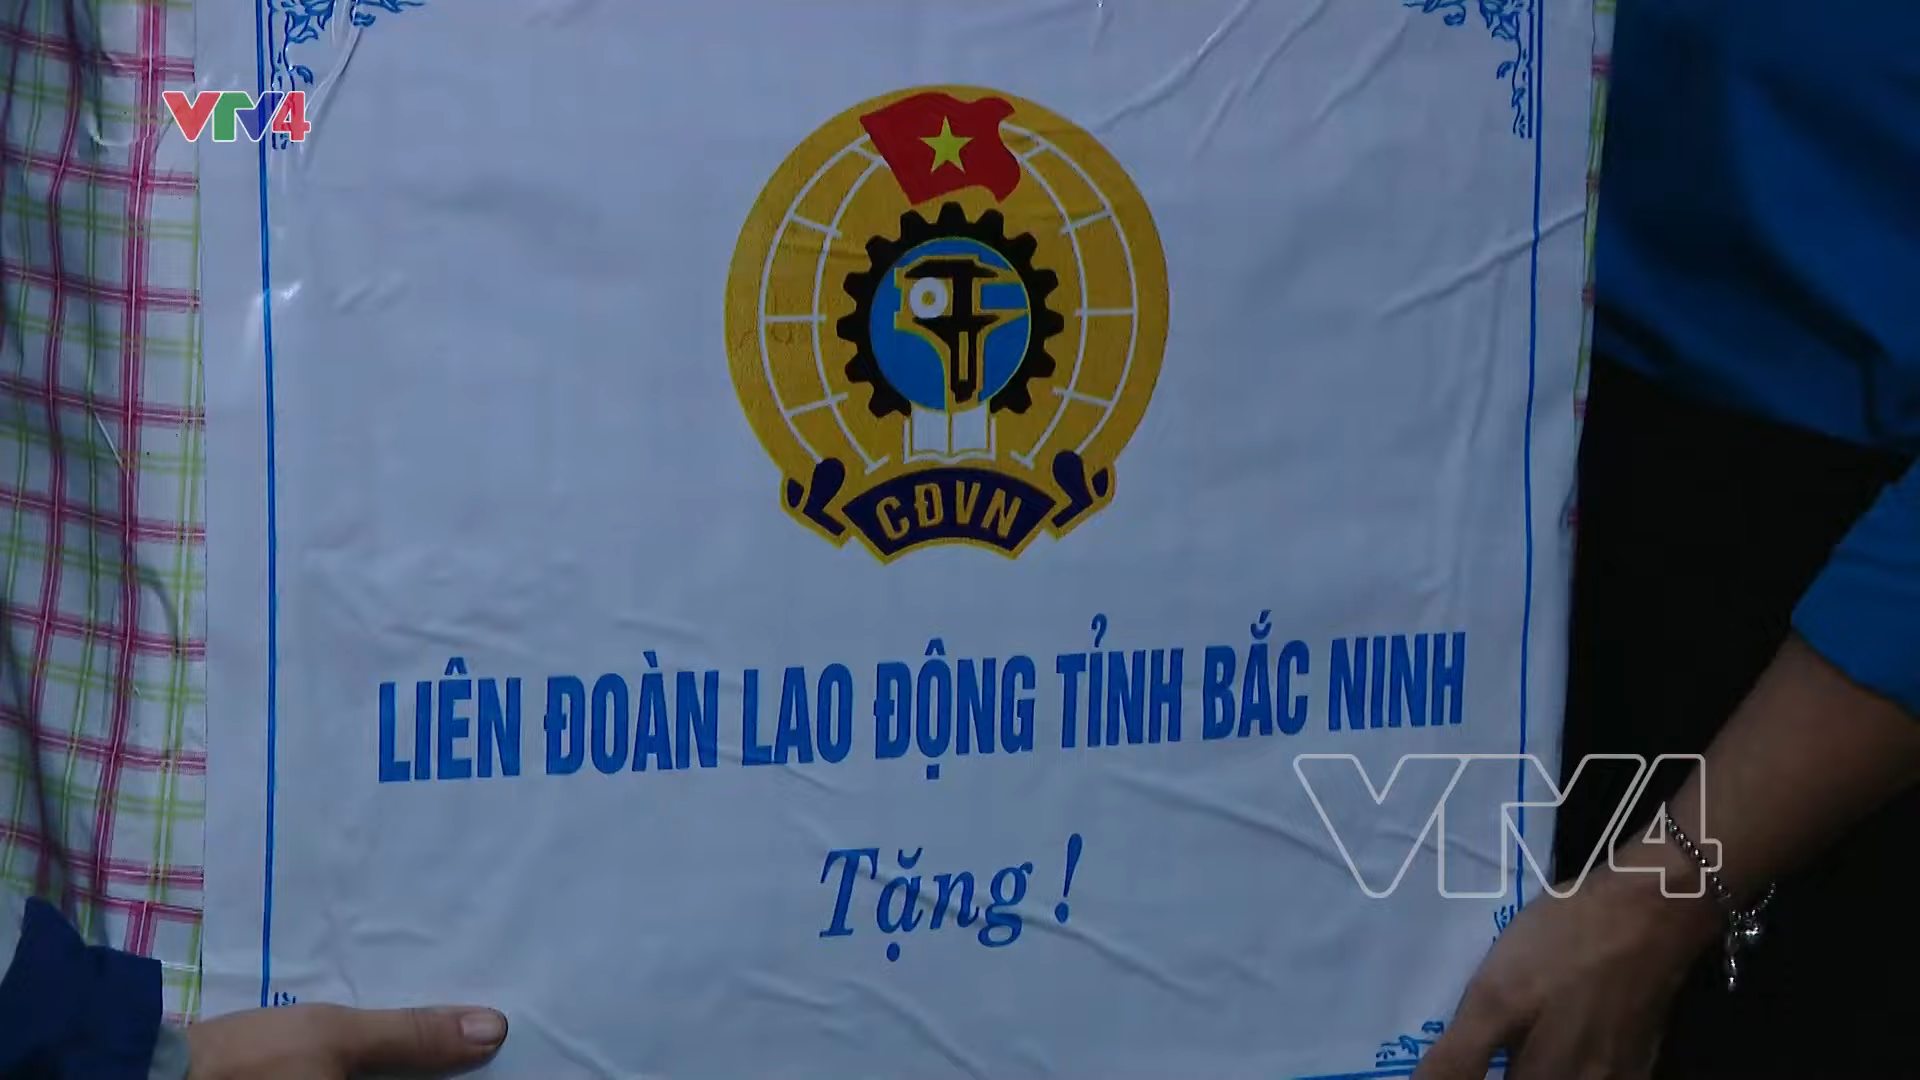 VTV4
CĐVN
LIÊN ĐOÀN LAO ĐỘNG TỈNH BẮC NINH
Tặng !
VTV4